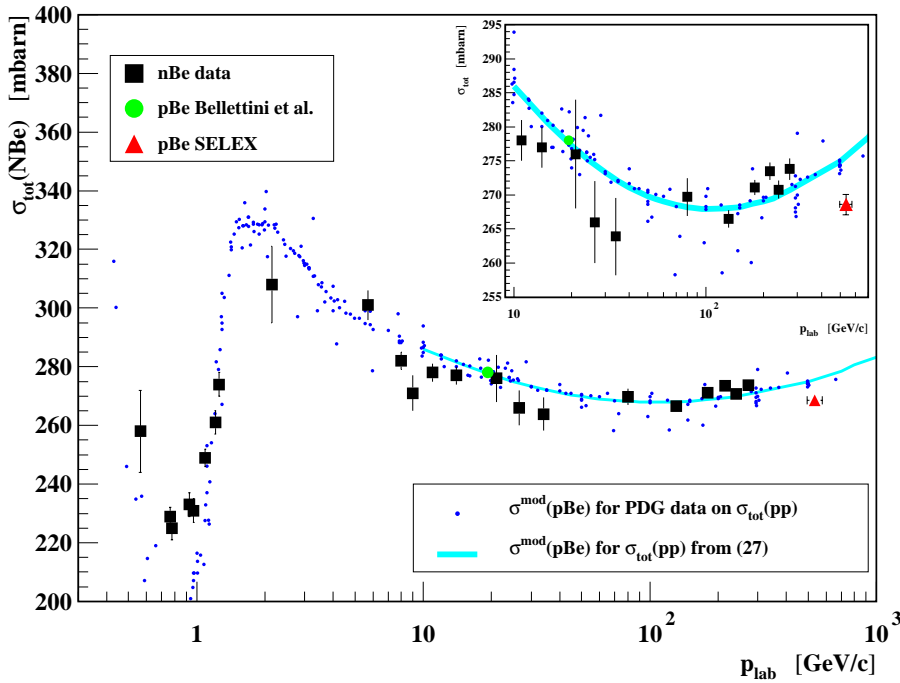 σtot(NBe) [mbarn]
400
380
360
340
320
300
280
260
240
220
200
nBe data
pBe Bellettini et al.
pBe SELEX
σtot [mbarn]
295
290
285
280
275
270
265
260
255
10
10²
plab [GeV/c]
σmod(pBe) for PDG data on σtot(pp)
σmod(pBe) for σtot(pp) from (27)
1
10
10²
10³
plab [GeV/c]